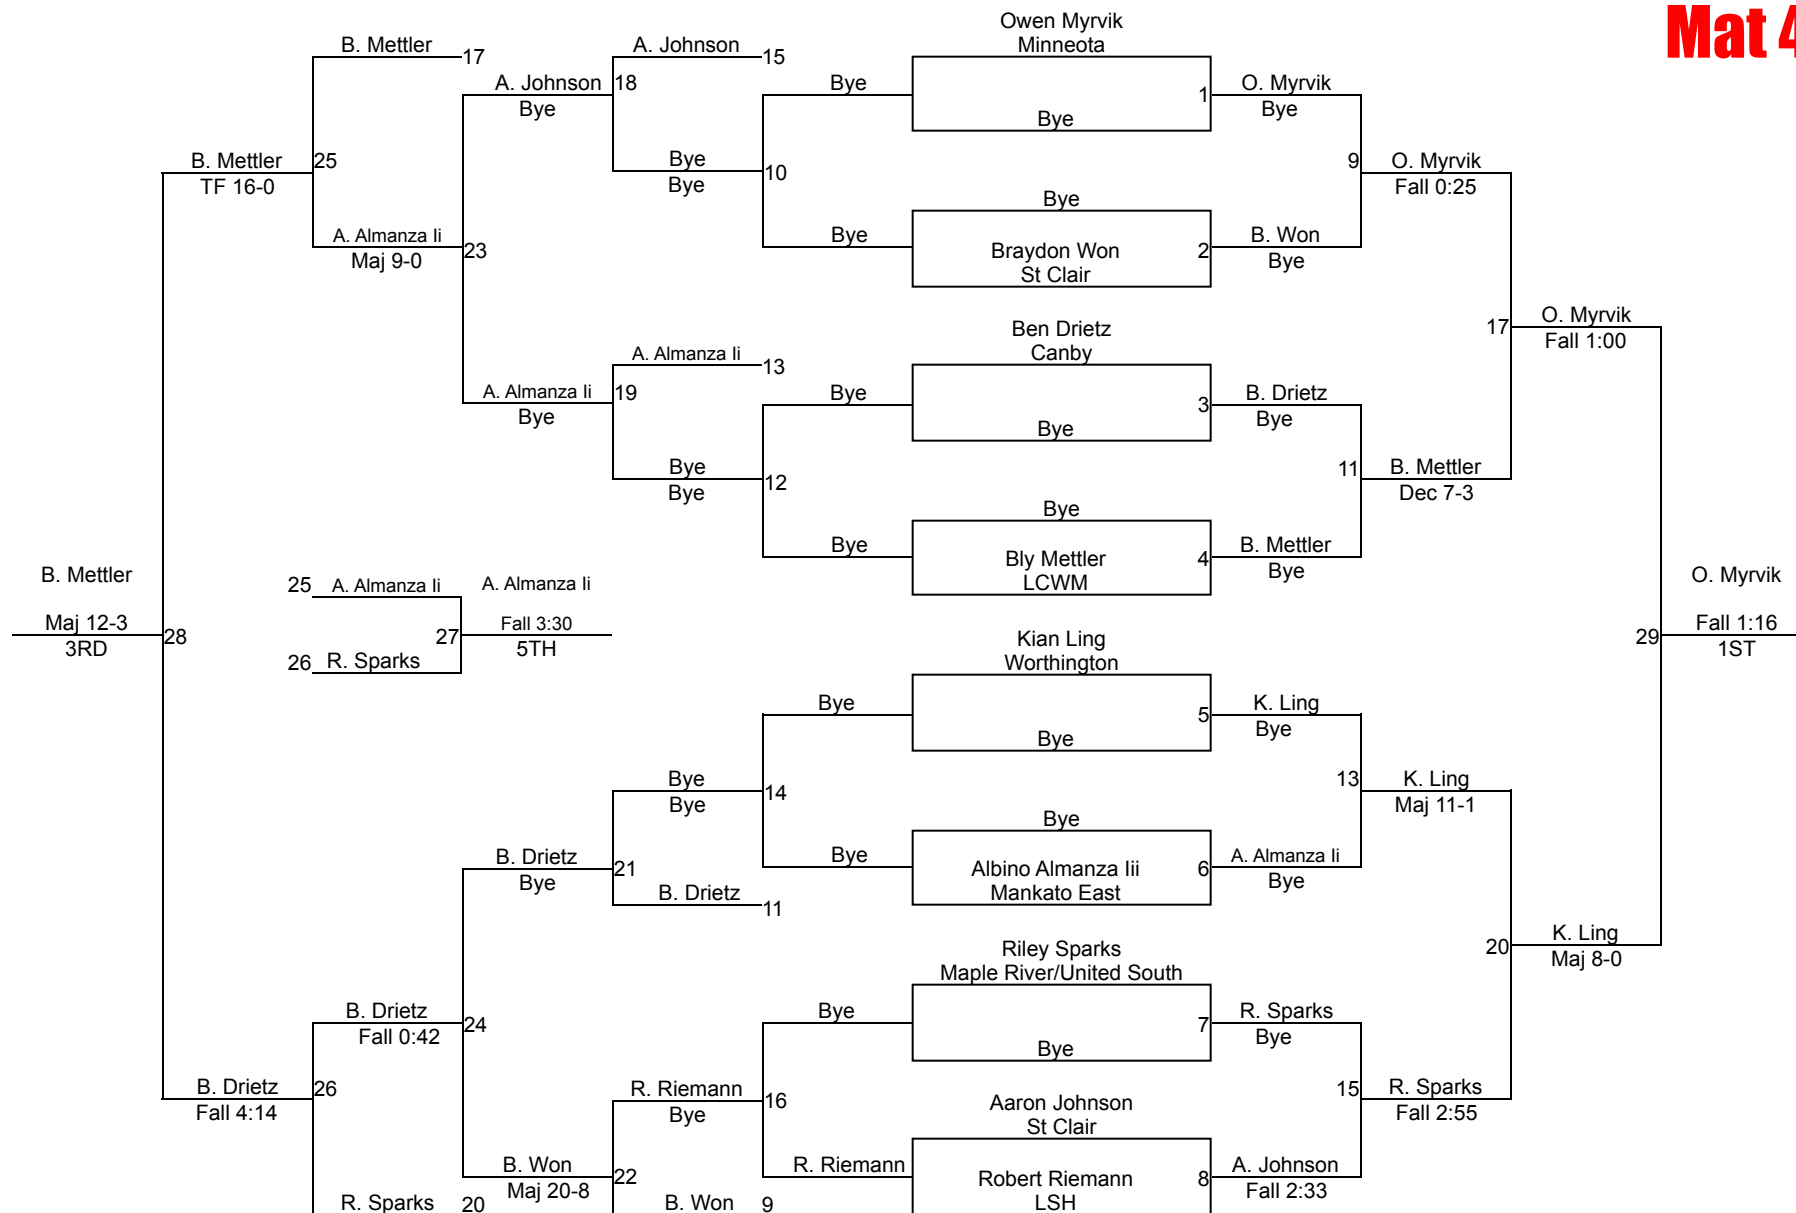 Mat 4
Owen Myrvik
Minneota
B. Mettler
17
A. Johnson
15
A. Johnson
18
Bye
Bye
1
O. Myrvik
Bye
Bye
Bye
B. Mettler
25
TF 16-0
Bye
10
Bye
9
O. Myrvik
Fall 0:25
Bye
A. Almanza Ii
23
Maj 9-0
Bye
Braydon Won
2
St Clair
B. Won
Bye
Ben Drietz
Canby
17
O. Myrvik
Fall 1:00
A. Almanza Ii
13
A. Almanza Ii
19
Bye
Bye
3
B. Drietz
Bye
Bye
Bye
12
Bye
11
B. Mettler
Dec 7-3
Bye
Bye
Bly Mettler
4
LCWM
B. Mettler
Bye
B. Mettler
25
A. Almanza Ii
A. Almanza Ii
O. Myrvik
Maj 12-3
28
3RD
27
Fall 3:30
5TH
26
R. Sparks
Kian Ling
Worthington
29
Fall 1:16
1ST
Bye
5
K. Ling
Bye
Bye
Bye
14
Bye
13
K. Ling
Maj 11-1
Bye
B. Drietz
21
Bye
Bye
Albino Almanza Iii
6
Mankato East
A. Almanza Ii
Bye
B. Drietz
11
Riley Sparks
Maple River/United South
20
K. Ling
Maj 8-0
B. Drietz
24
Fall 0:42
Bye
7
R. Sparks
Bye
Bye
B. Drietz
26
Fall 4:14
R. Riemann
16
Bye
Aaron Johnson
St Clair
15
R. Sparks
Fall 2:55
B. Won
22
Maj 20-8
R. Riemann
Robert Riemann
8
LSH
A. Johnson
Fall 2:33
R. Sparks
20
B. Won
9